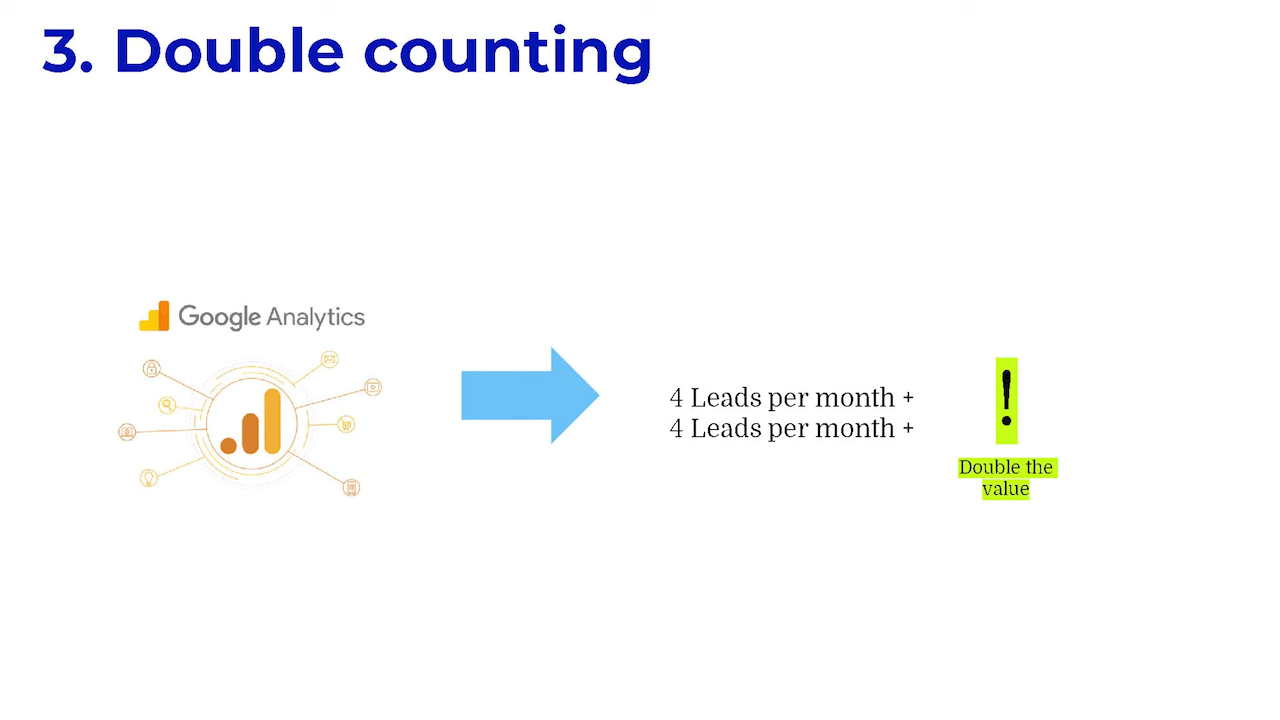 3. Double counting
Google Analytics
4 Leads per month +
4 Leads per month +
!
Double the
value